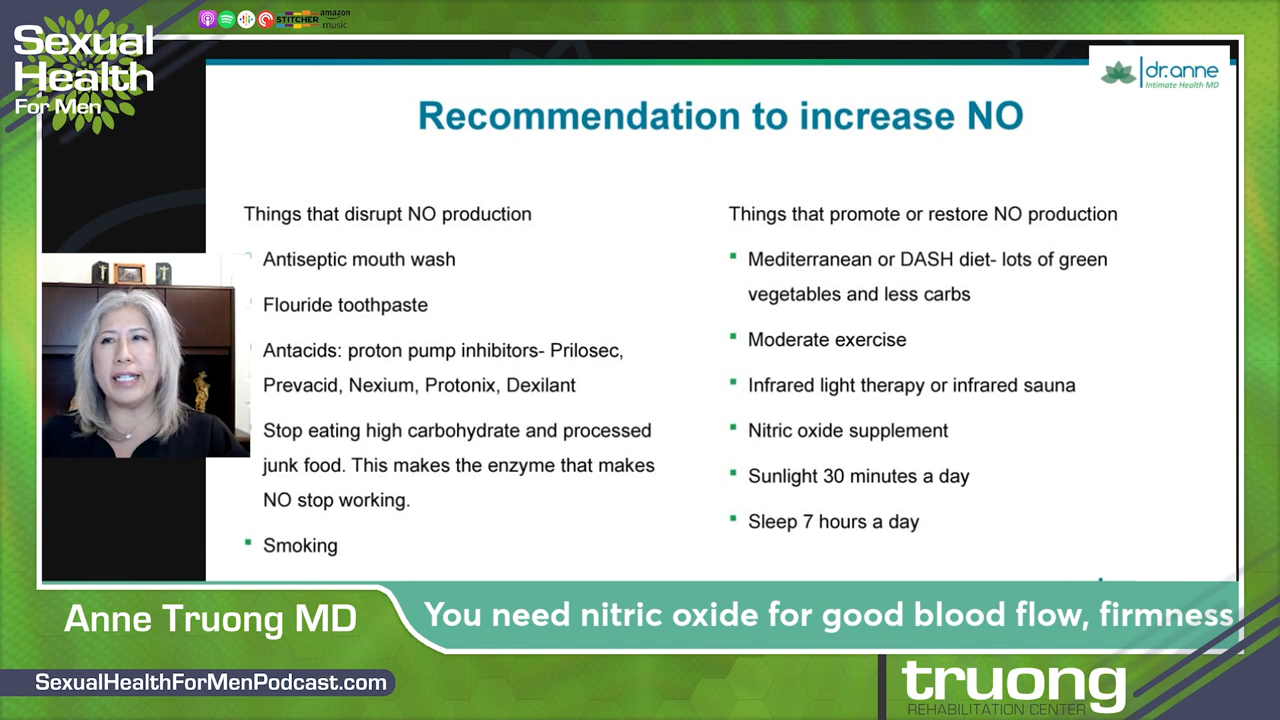 Sexual
Health
For Men
STITCHER
amazon
music
dr.anne
Intimate Health MD
Recommendation to increase NO
Things that disrupt NO production
Antiseptic mouth wash
Flouride toothpaste
Antacids: proton pump inhibitors- Prilosec,
Prevacid, Nexium, Protonix, Dexilant
Stop eating high carbohydrate and processed
junk food. This makes the enzyme that makes
NO stop working.
Smoking
Things that promote or restore NO production
Mediterranean or DASH diet- lots of green
vegetables and less carbs
Moderate exercise
Infrared light therapy or infrared sauna
Nitric oxide supplement
Sunlight 30 minutes a day
Sleep 7 hours a day
Anne Truong MD
You need nitric oxide for good blood flow, firmness
SexualHealthForMenPodcast.com
truong
REHABILITATION CENTER